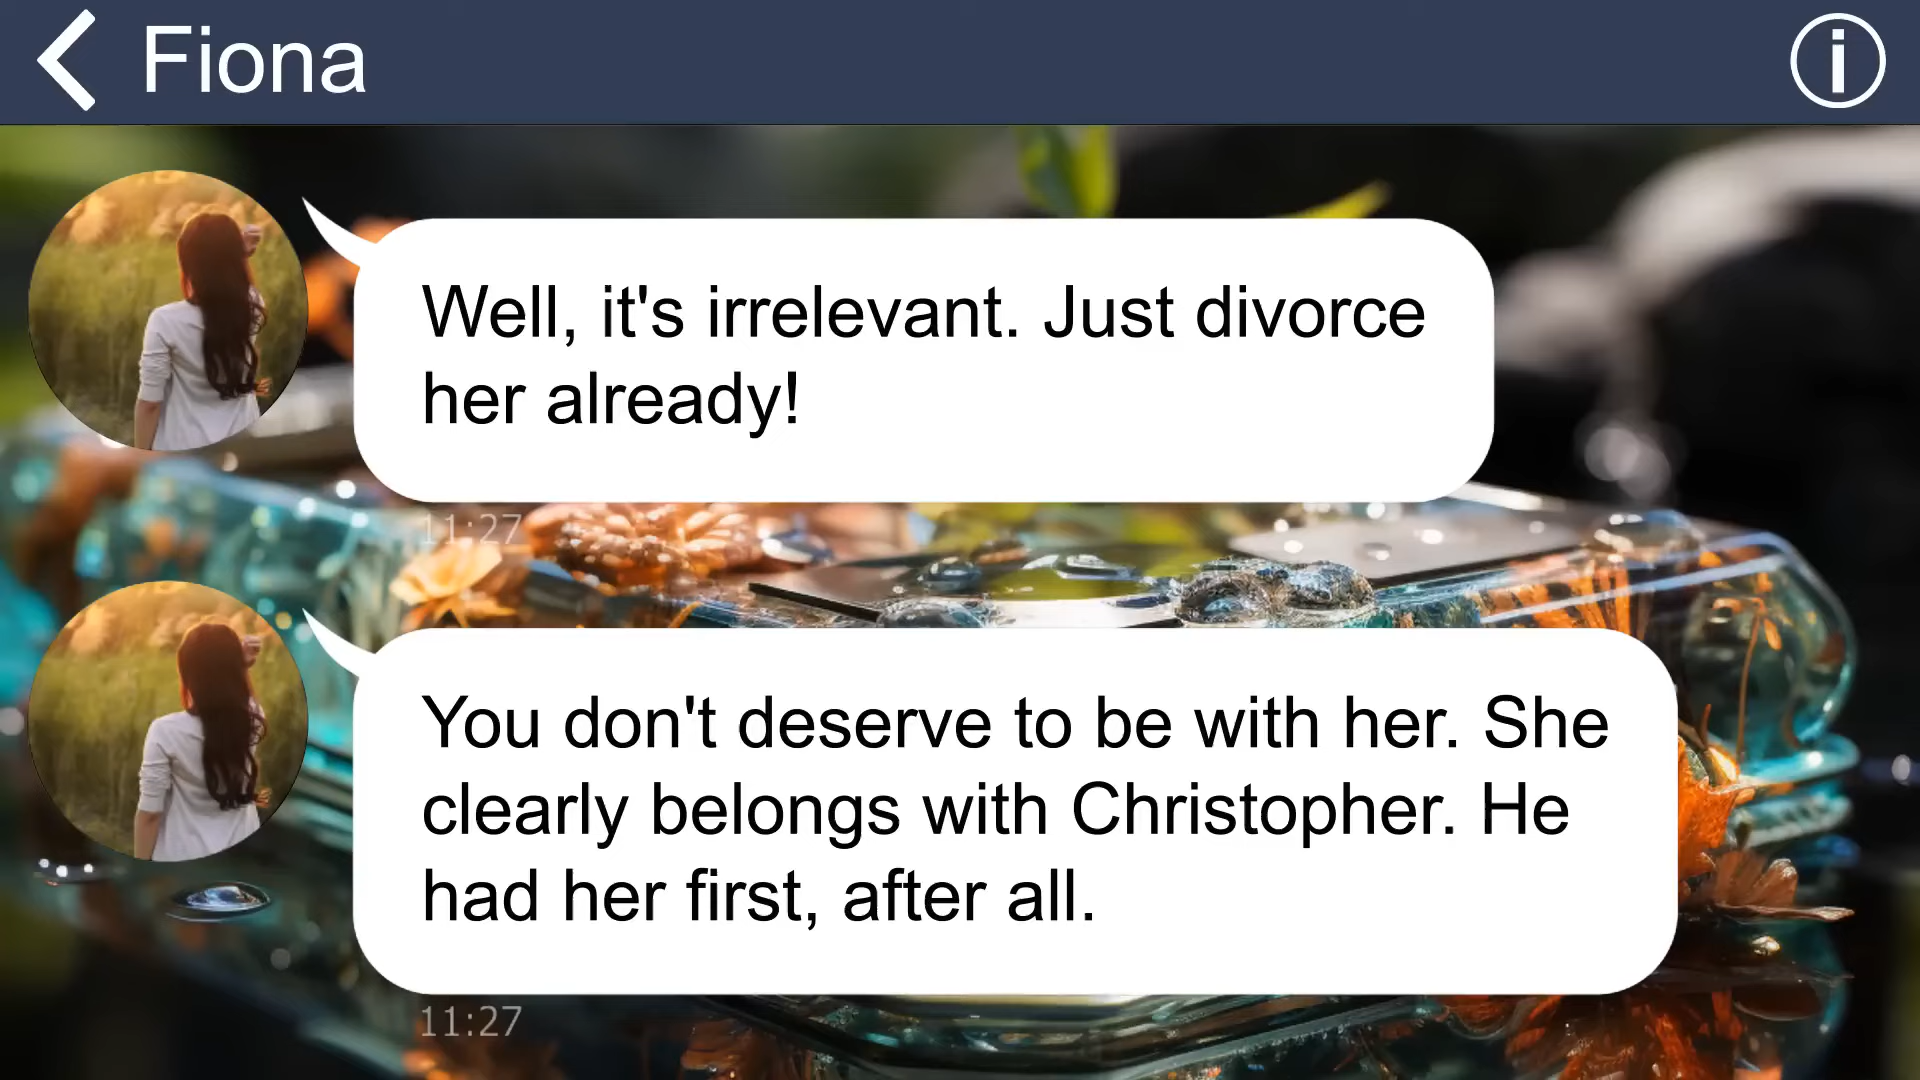 Fiona
Well, it's irrelevant. Just divorce
her already!
11:27
You don't deserve to be with her. She
clearly belongs with Christopher. He
had her first, after all.
11:27